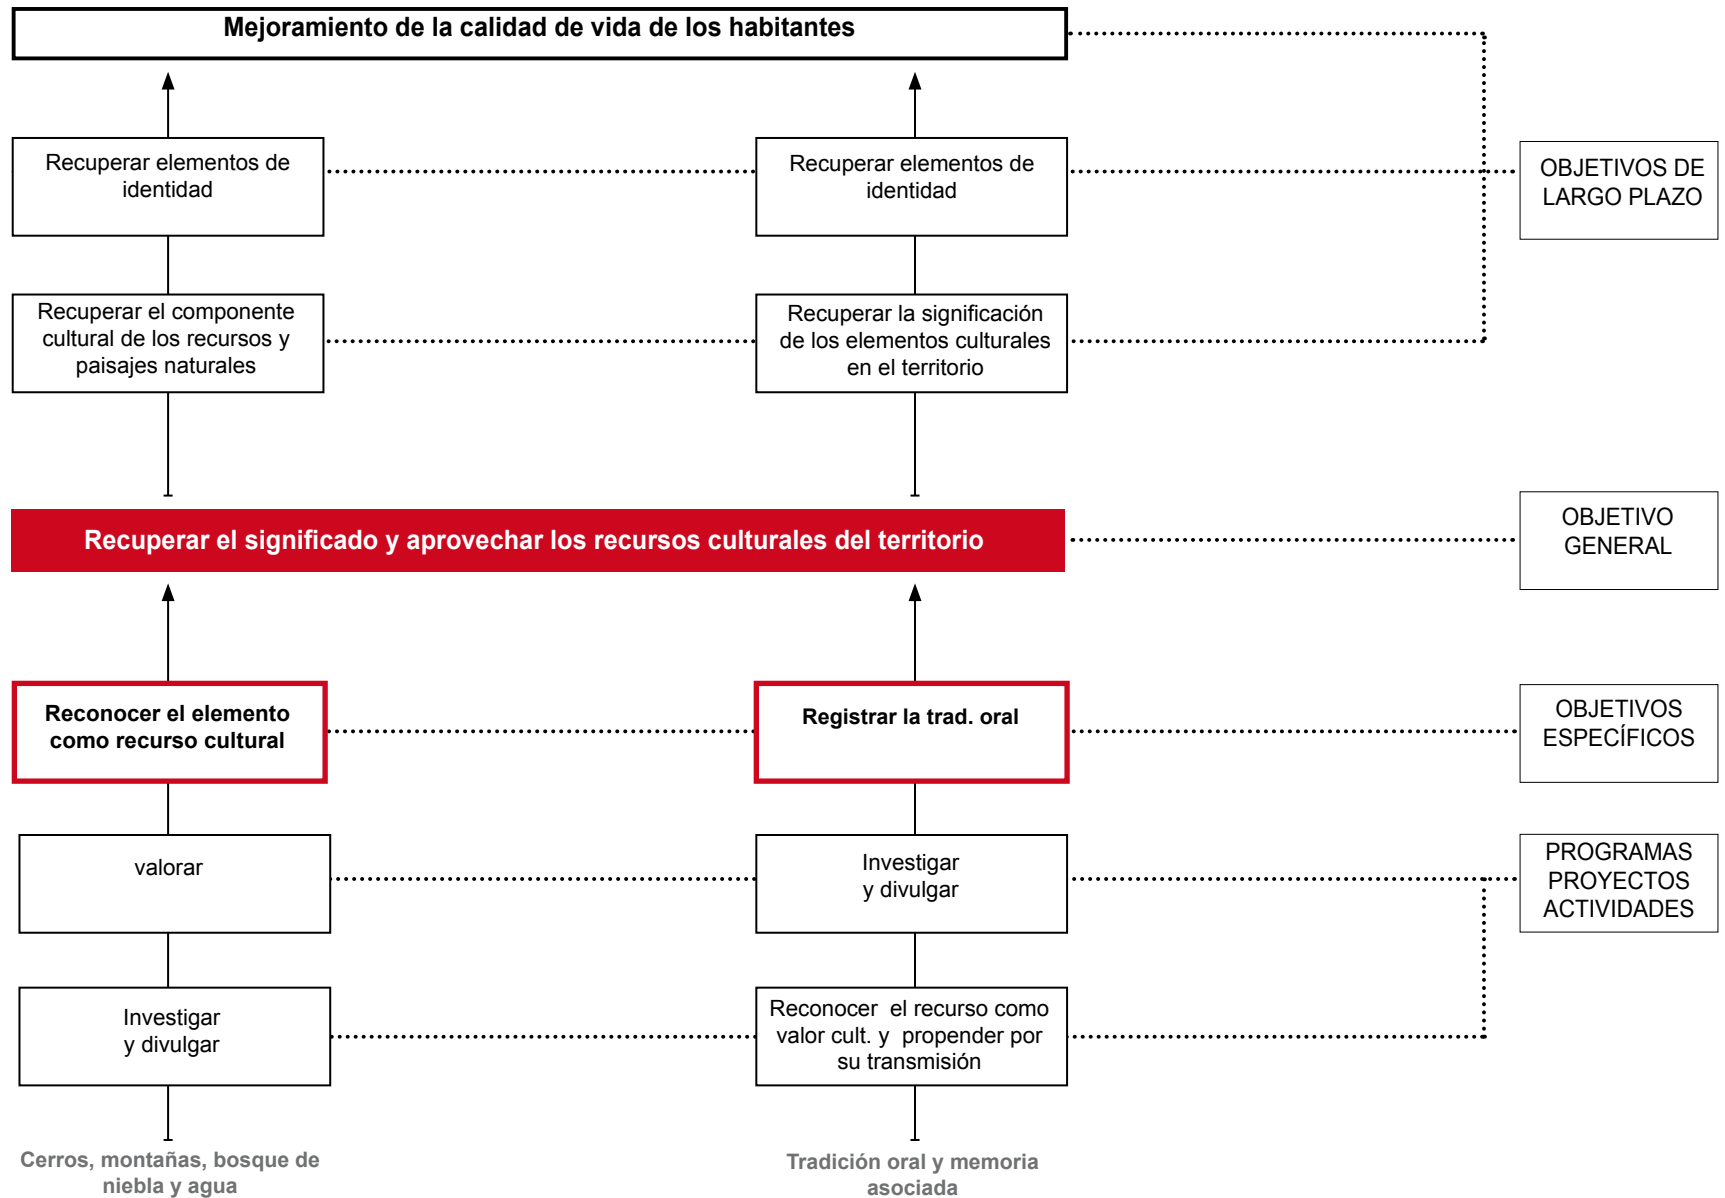 Mejoramiento de la calidad de vida de los habitantes
Recuperar elementos de
identidad
Recuperar elementos de
identidad
OBJETIVOS DE
LARGO PLAZO
Recuperar el componente
cultural de los recursos y
paisajes naturales
Recuperar la significación
de los elementos culturales
en el territorio
Recuperar el significado y aprovechar los recursos culturales del territorio
OBJETIVO
GENERAL
Reconocer el elemento
como recurso cultural
Registrar la trad. oral
OBJETIVOS
ESPECÍFICOS
valorar
Investigar
y divulgar
PROGRAMAS
PROYECTOS
ACTIVIDADES
Investigar
y divulgar
Reconocer  el recurso como
valor cult. y  propender por
su transmisión
Cerros, montañas, bosque de
niebla y agua
Tradición oral y memoria
asociada